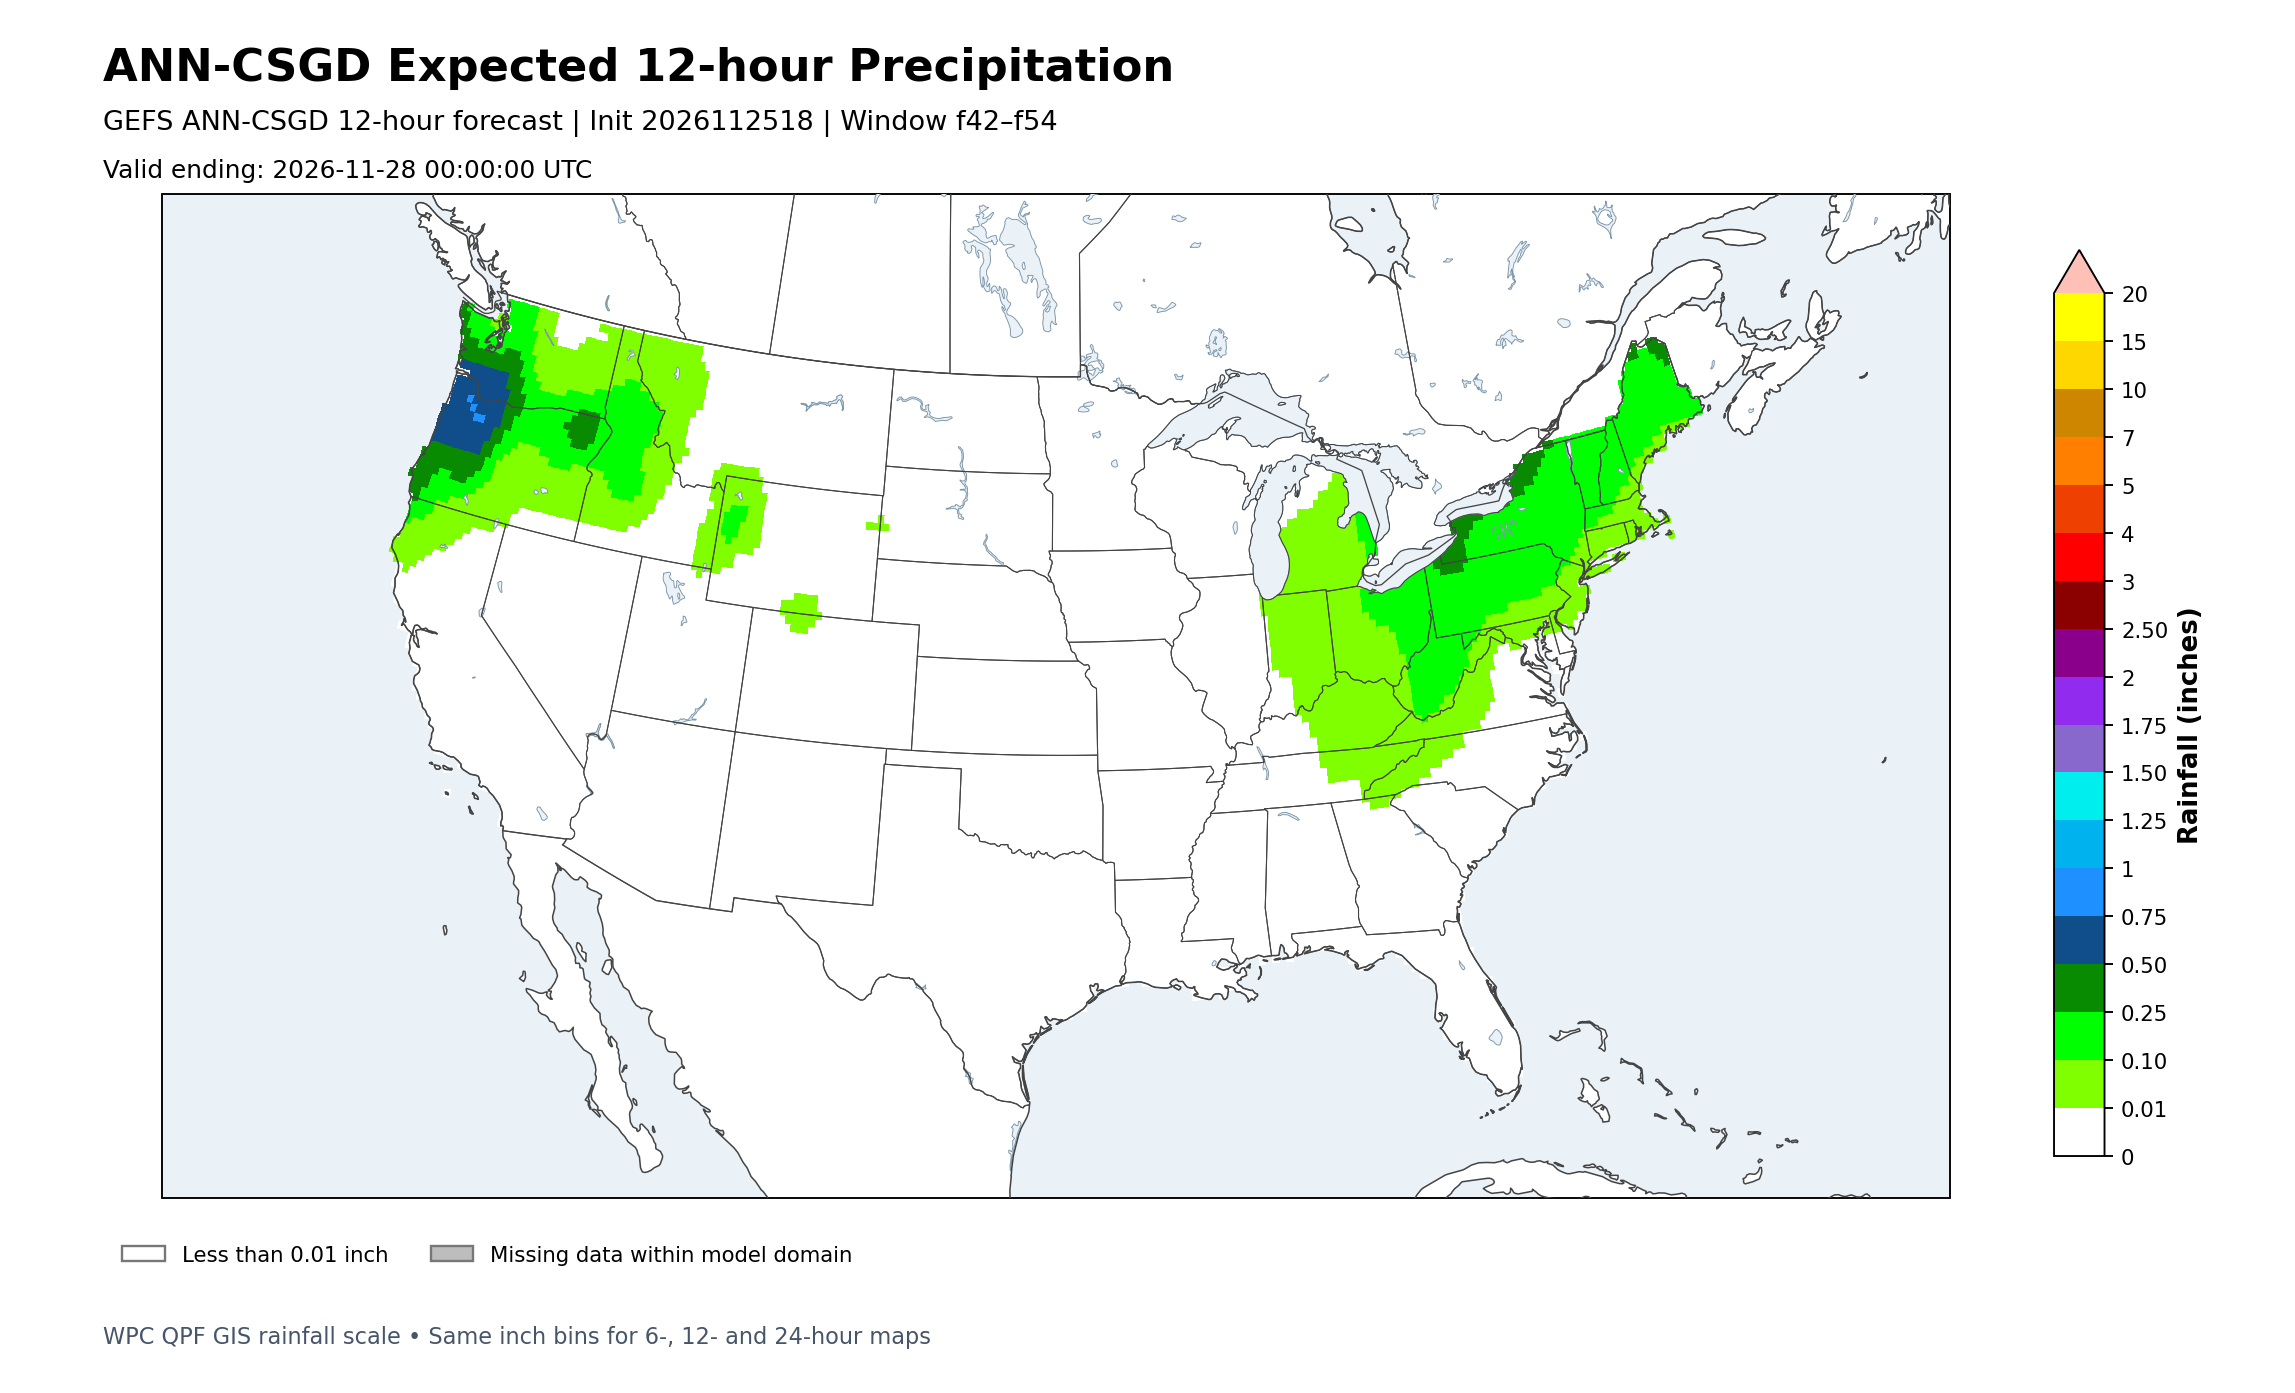 ANN-CSGD Expected 12-hour Precipitation
GEFS ANN-CSGD 12-hour forecast | Init 2026112518 | Window f42–f54
Valid ending: 2026-11-28 00:00:00 UTC
20
15
10
7
5
4
3
2.50
2
1.75
1.50
1.25
1
0.75
0.50
0.25
0.10
0.01
0
Rainfall (inches)
Less than 0.01 inch
Missing data within model domain
WPC QPF GIS rainfall scale • Same inch bins for 6-, 12- and 24-hour maps